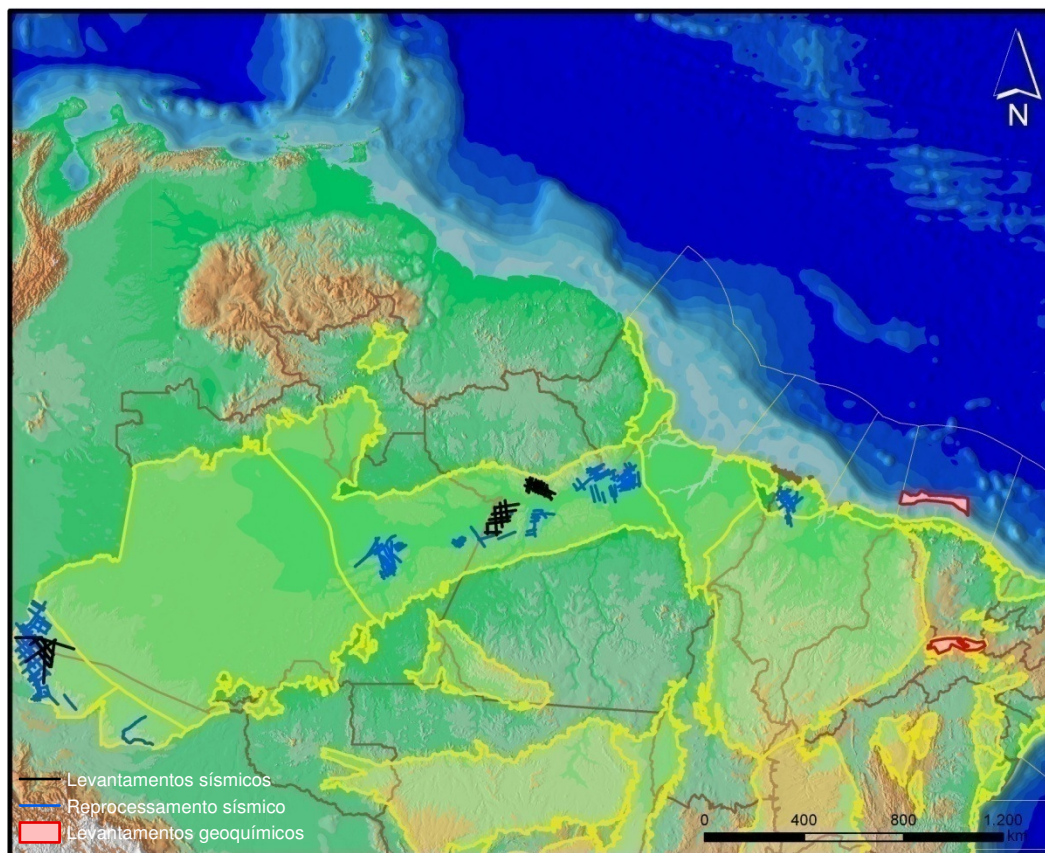 N
Levantamentos sísmicos
Reprocessamento sísmico
Levantamentos geoquímicos
0 400 800 1.200
km